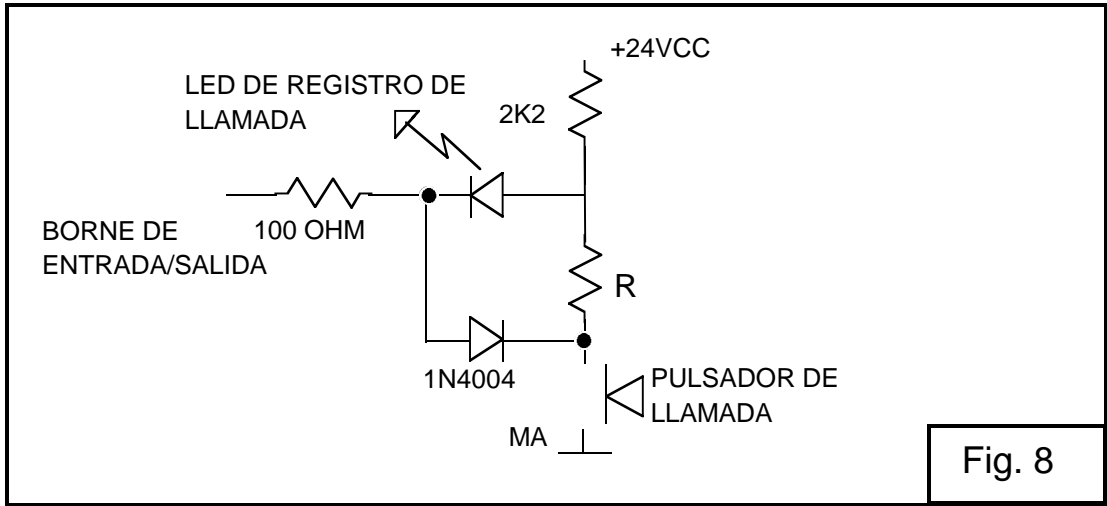 +24VCC
LED DE REGISTRO DE
LLAMADA
2K2
BORNE DE
ENTRADA/SALIDA
100 OHM
R
1N4004
PULSADOR DE
LLAMADA
MA
Fig. 8